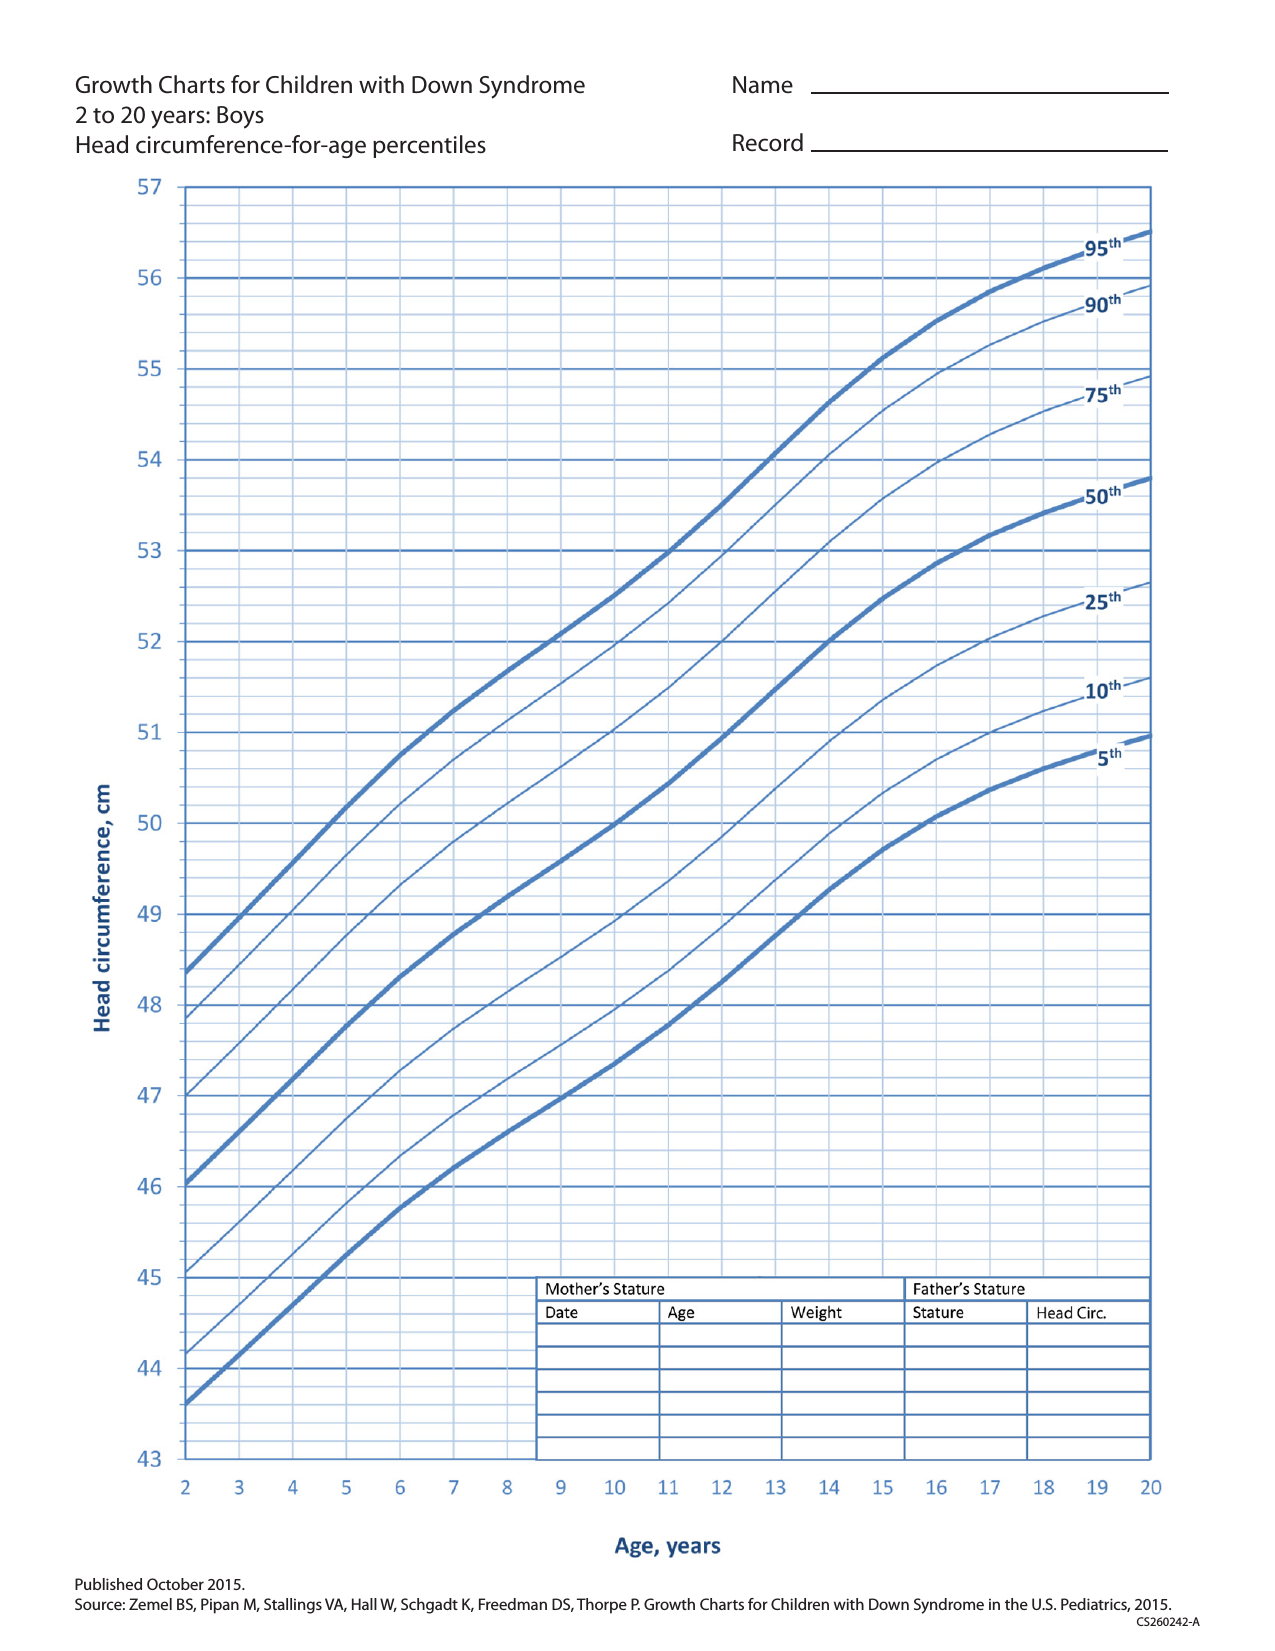 Growth Charts for Children with Down Syndrome
2 to 20 years: Boys
Head circumference-for-age percentiles
Name
Record
57
56
55
54
53
52
51
50
49
48
47
46
45
44
43
Head circumference, cm
95th
90th
75th
50th
25th
10th
5th
Mother's Stature Father's Stature
Date Age Weight Stature Head Circ.
2 3 4 5 6 7 8 9 10 11 12 13 14 15 16 17 18 19 20
Age, years
Published October 2015.
Source: Zemel BS, Pipan M, Stallings VA, Hall W, Schgadt K, Freedman DS, Thorpe P. Growth Charts for Children with Down Syndrome in the U.S. Pediatrics, 2015.
CS260242-A